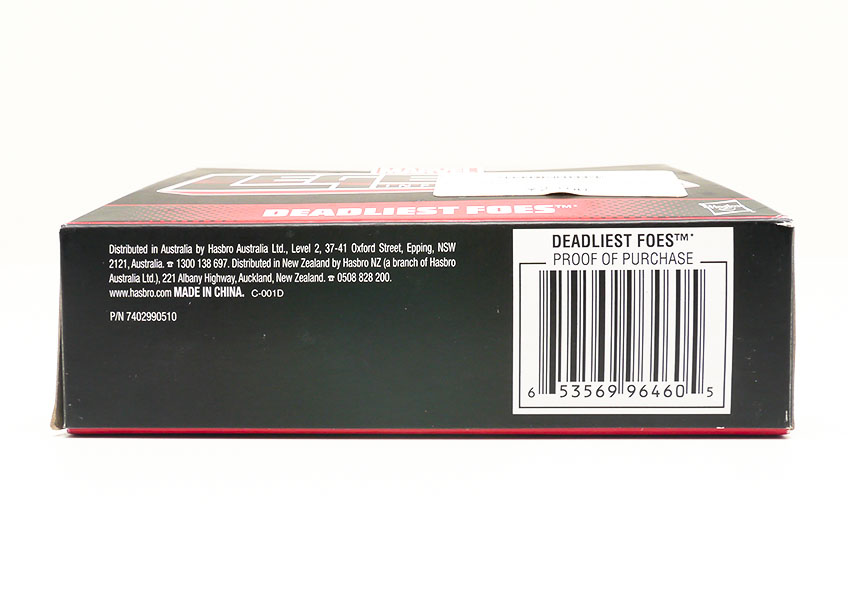 DEADLIEST FOES™
Distributed in Australia by Hasbro Australia Ltd., Level 2, 37-41 Oxford Street, Epping, NSW
2121, Australia. ☎ 1300 138 697. Distributed in New Zealand by Hasbro NZ (a branch of Hasbro
Australia Ltd.), 221 Albany Highway, Auckland, New Zealand. ☎ 0508 828 200.
www.hasbro.com MADE IN CHINA. C-001D
P/N 7402990510
DEADLIEST FOES™*
PROOF OF PURCHASE
6 53569 96460 5